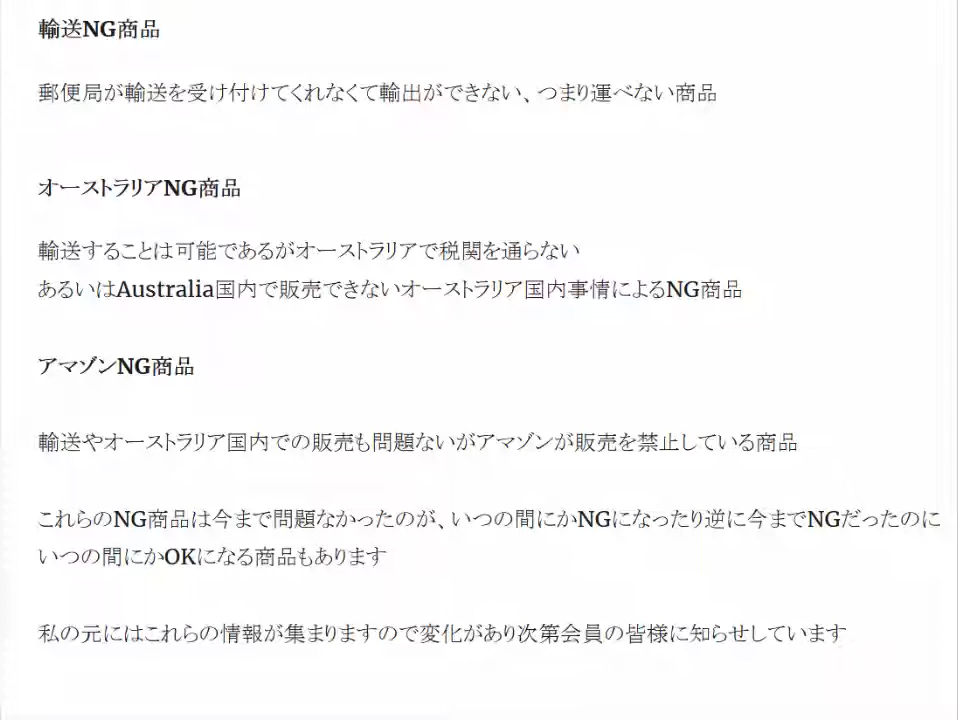 輸送NG商品
郵便局が輸送を受け付けてくれなくて輸出ができない、つまり運べない商品
オーストラリアNG商品
輸送することは可能であるがオーストラリアで税関を通らない
あるいはAustralia国内で販売できないオーストラリア国内事情によるNG商品
アマゾンNG商品
輸送やオーストラリア国内での販売も問題ないがアマゾンが販売を禁止している商品
これらのNG商品は今まで問題なかったのが、いつの間にかNGになったり逆に今までNGだったのに
いつの間にかOKになる商品もあります
私の元にはこれらの情報が集まりますので変化があり次第会員の皆様に知らせしています